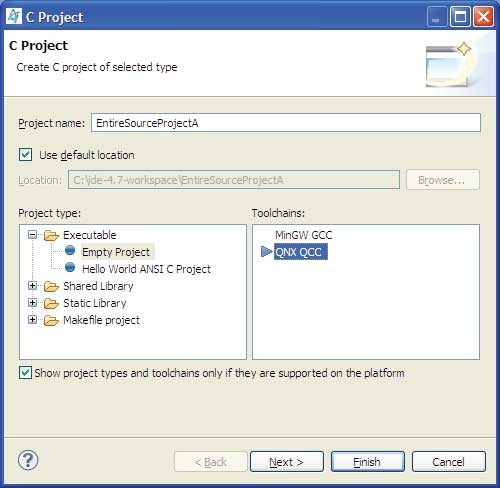 C Project
C Project
Create C project of selected type
Project name: EntireSourceProjectA
Use default location
Location: C:\ide-4.7-workspace\EntireSourceProjectA Browse...
Project type: Toolchains:
Executable MinGW GCC
Empty Project QNX QCC
Hello World ANSI C Project
Shared Library
Static Library
Makefile project
Show project types and toolchains only if they are supported on the platform
? < Back Next > Finish Cancel